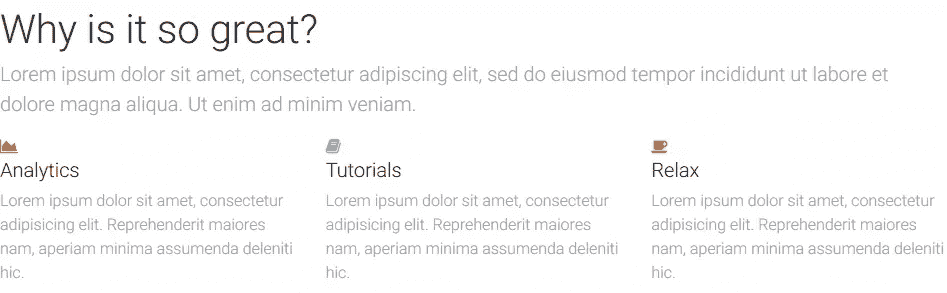 Why is it so great?
Lorem ipsum dolor sit amet, consectetur adipiscing elit, sed do eiusmod tempor incididunt ut labore et
dolore magna aliqua. Ut enim ad minim veniam.
Analytics
Lorem ipsum dolor sit amet, consectetur
adipisicing elit. Reprehenderit maiores
nam, aperiam minima assumenda deleniti
hic.
Tutorials
Lorem ipsum dolor sit amet, consectetur
adipisicing elit. Reprehenderit maiores
nam, aperiam minima assumenda deleniti
hic.
Relax
Lorem ipsum dolor sit amet, consectetur
adipisicing elit. Reprehenderit maiores
nam, aperiam minima assumenda deleniti
hic.